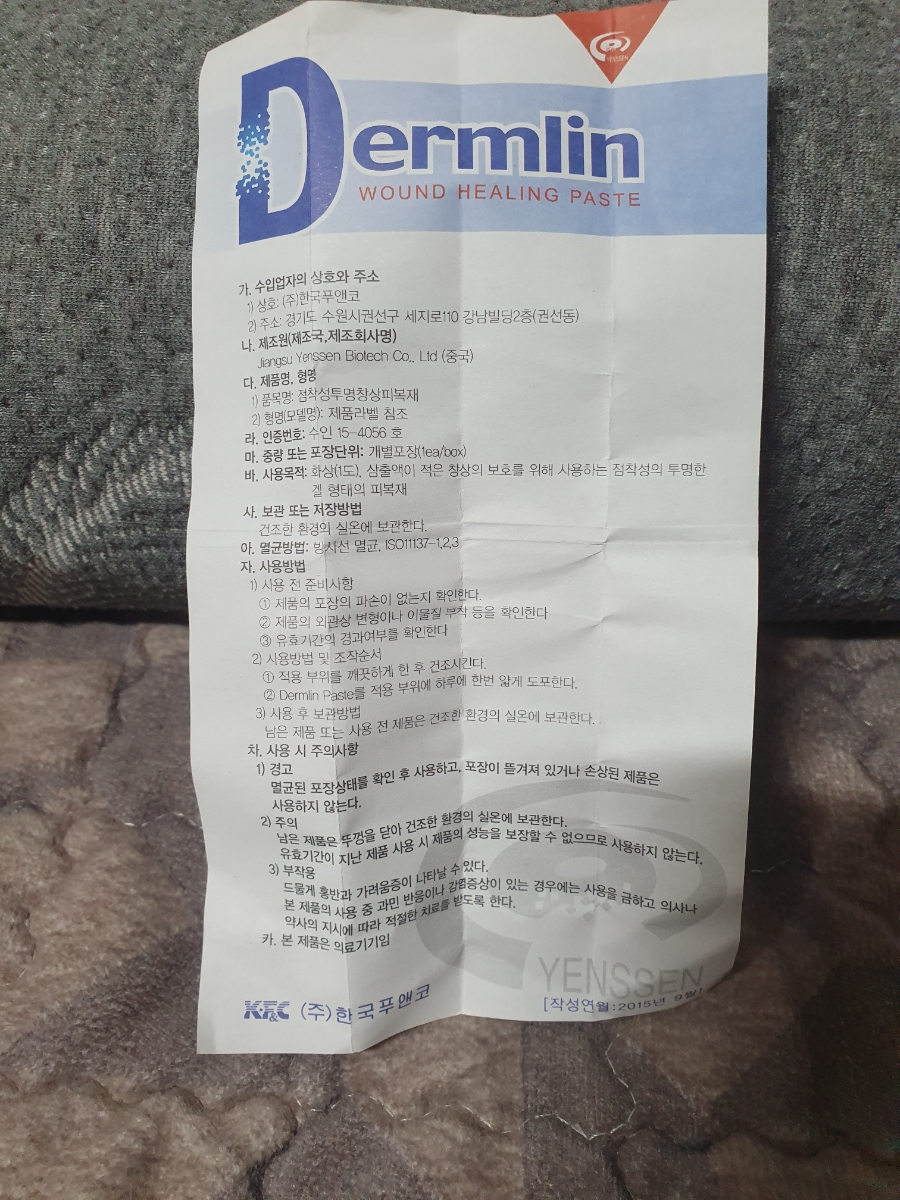 YENSSEN
Dermlin
WOUND HEALING PASTE
가. 수입업자의 상호와 주소
1) 상호: (주)한국푸앤코
2) 주소: 경기도 수원시권선구 세지로110 강남빌딩2층(권선동)
나. 제조원(제조국,제조회사명)
Jiangsu Yenssen Biotech Co., Ltd (중국)
다. 제품명, 형명
1) 품목명: 점착성투명창상피복재
2) 형명(모델명): 제품라벨 참조
라. 인증번호: 수인 15-4056 호
마. 중량 또는 포장단위: 개별포장(1ea/box)
바. 사용목적: 화상(1도), 삼출액이 적은 창상의 보호를 위해 사용하는 점착성의 투명한
겔 형태의 피복재
사. 보관 또는 저장방법
건조한 환경의 실온에 보관한다.
아. 멸균방법: 방사선 멸균, ISO11137-1,2,3
자. 사용방법
1) 사용 전 준비사항
① 제품의 포장의 파손이 없는지 확인한다.
② 제품의 외관상 변형이나 이물질 부착 등을 확인한다
③ 유효기간의 경과여부를 확인한다
2) 사용방법 및 조작순서
① 적용 부위를 깨끗하게 한 후 건조시킨다.
② Dermlin Paste를 적용 부위에 하루에 한번 얇게 도포한다.
3) 사용 후 보관방법
남은 제품 또는 사용 전 제품은 건조한 환경의 실온에 보관한다.
차. 사용 시 주의사항
1) 경고
멸균된 포장상태를 확인 후 사용하고, 포장이 뜯겨져 있거나 손상된 제품은
사용하지 않는다.
2) 주의
남은 제품은 뚜껑을 닫아 건조한 환경의 실온에 보관한다.
유효기간이 지난 제품 사용 시 제품의 성능을 보장할 수 없으므로 사용하지 않는다.
3) 부작용
드물게 홍반과 가려움증이 나타날 수 있다.
본 제품의 사용 중 과민 반응이나 감염증상이 있는 경우에는 사용을 금하고 의사나
약사의 지시에 따라 적절한 치료를 받도록 한다.
카. 본 제품은 의료기기임
YENSSEN
KF&C (주)한국푸앤코
[작성연월:2015년 9월]